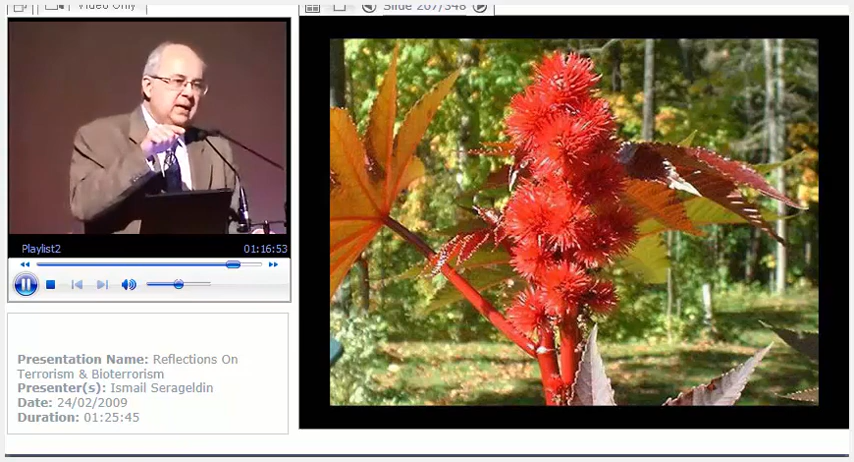 Video Only
Slide 207/348
Playlist2
01:16:53
Presentation Name: Reflections On
Terrorism & Bioterrorism
Presenter(s): Ismail Serageldin
Date: 24/02/2009
Duration: 01:25:45